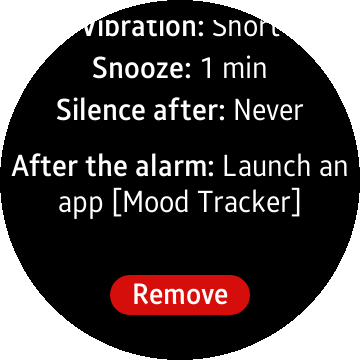 Vibration: Short
Snooze: 1 min
Silence after: Never
After the alarm: Launch an
app [Mood Tracker]
Remove